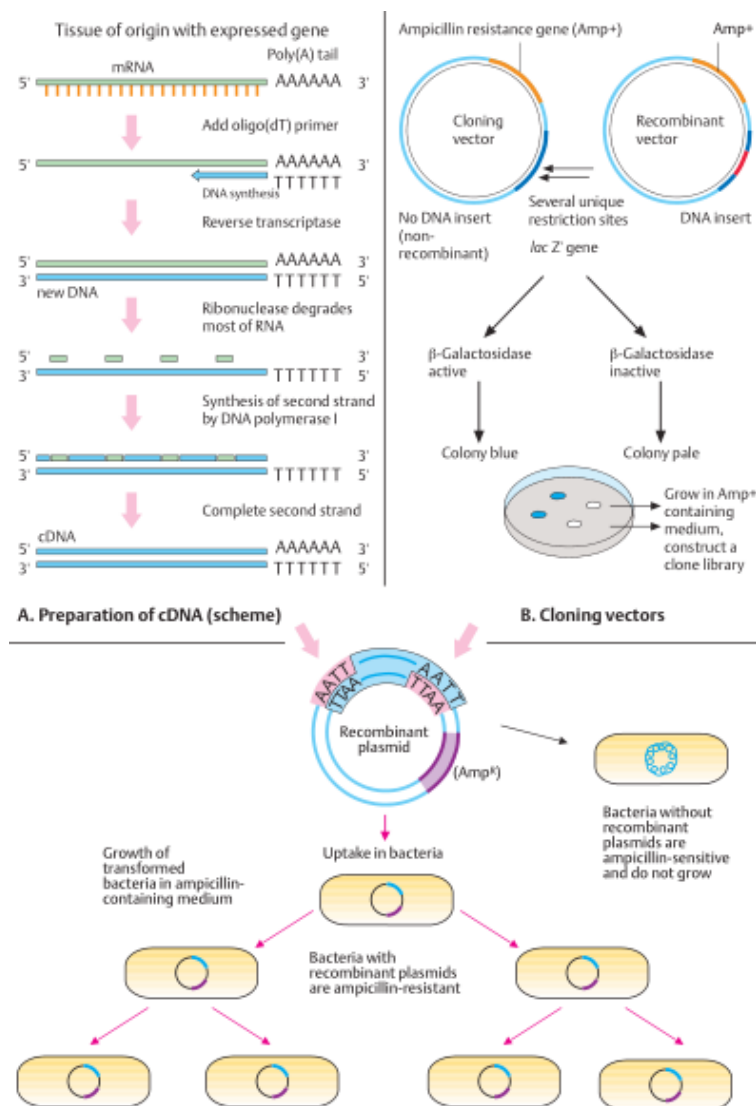 Tissue of origin with expressed gene
Poly(A) tail
mRNA
5' AAAAAA 3'
Add oligo(dT) primer
5' AAAAAA 3'
DNA synthesis
TTTTTT
Reverse transcriptase
5' AAAAAA 3'
3' TTTTTT 5'
new DNA
Ribonuclease degrades
most of RNA
5' 3'
3' TTTTTT 5'
Synthesis of second strand
by DNA polymerase I
5' 3'
3' TTTTTT 5'
Complete second strand
cDNA
5' AAAAAA 3'
3' TTTTTT 5'
A. Preparation of cDNA (scheme)
Ampicillin resistance gene (Amp+)
Amp+
Cloning
vector
Recombinant
vector
No DNA insert
(non-
recombinant)
Several unique
restriction sites
lac Z' gene
DNA insert
β-Galactosidase
active
β-Galactosidase
inactive
Colony blue
Colony pale
Grow in Amp+
containing
medium,
construct a
clone library
B. Cloning vectors
AATT
TTAA
AATT
TTAA
Recombinant
plasmid
(Ampᴿ)
Bacteria without
recombinant
plasmids are
ampicillin-sensitive
and do not grow
Growth of
transformed
bacteria in ampicillin-
containing medium
Uptake in bacteria
Bacteria with
recombinant plasmids
are ampicillin-resistant